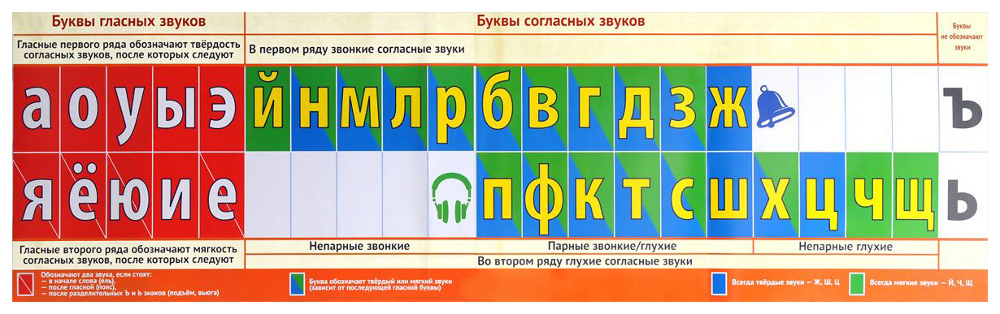 Буквы гласных звуков
Буквы согласных звуков
Буквы
не обозначают
звуки
Гласные первого ряда обозначают твёрдость
согласных звуков, после которых следуют
В первом ряду звонкие согласные звуки
а о у ы э й н м л р б в г д з ж ъ
я ё ю и е п ф к т с ш х ц ч щ ь
Гласные второго ряда обозначают мягкость
согласных звуков, после которых следуют
Непарные звонкие
Парные звонкие/глухие
Непарные глухие
Во втором ряду глухие согласные звуки
Обозначают два звука, если стоят:
— в начале слова (ель),
— после гласной (пояс),
— после разделительных Ъ и Ь знаков (подъём, вьюга)
Буква обозначает твёрдый или мягкий звуки
(зависит от последующей гласной буквы)
Всегда твёрдые звуки — Ж, Ш, Ц
Всегда мягкие звуки — Й, Ч, Щ